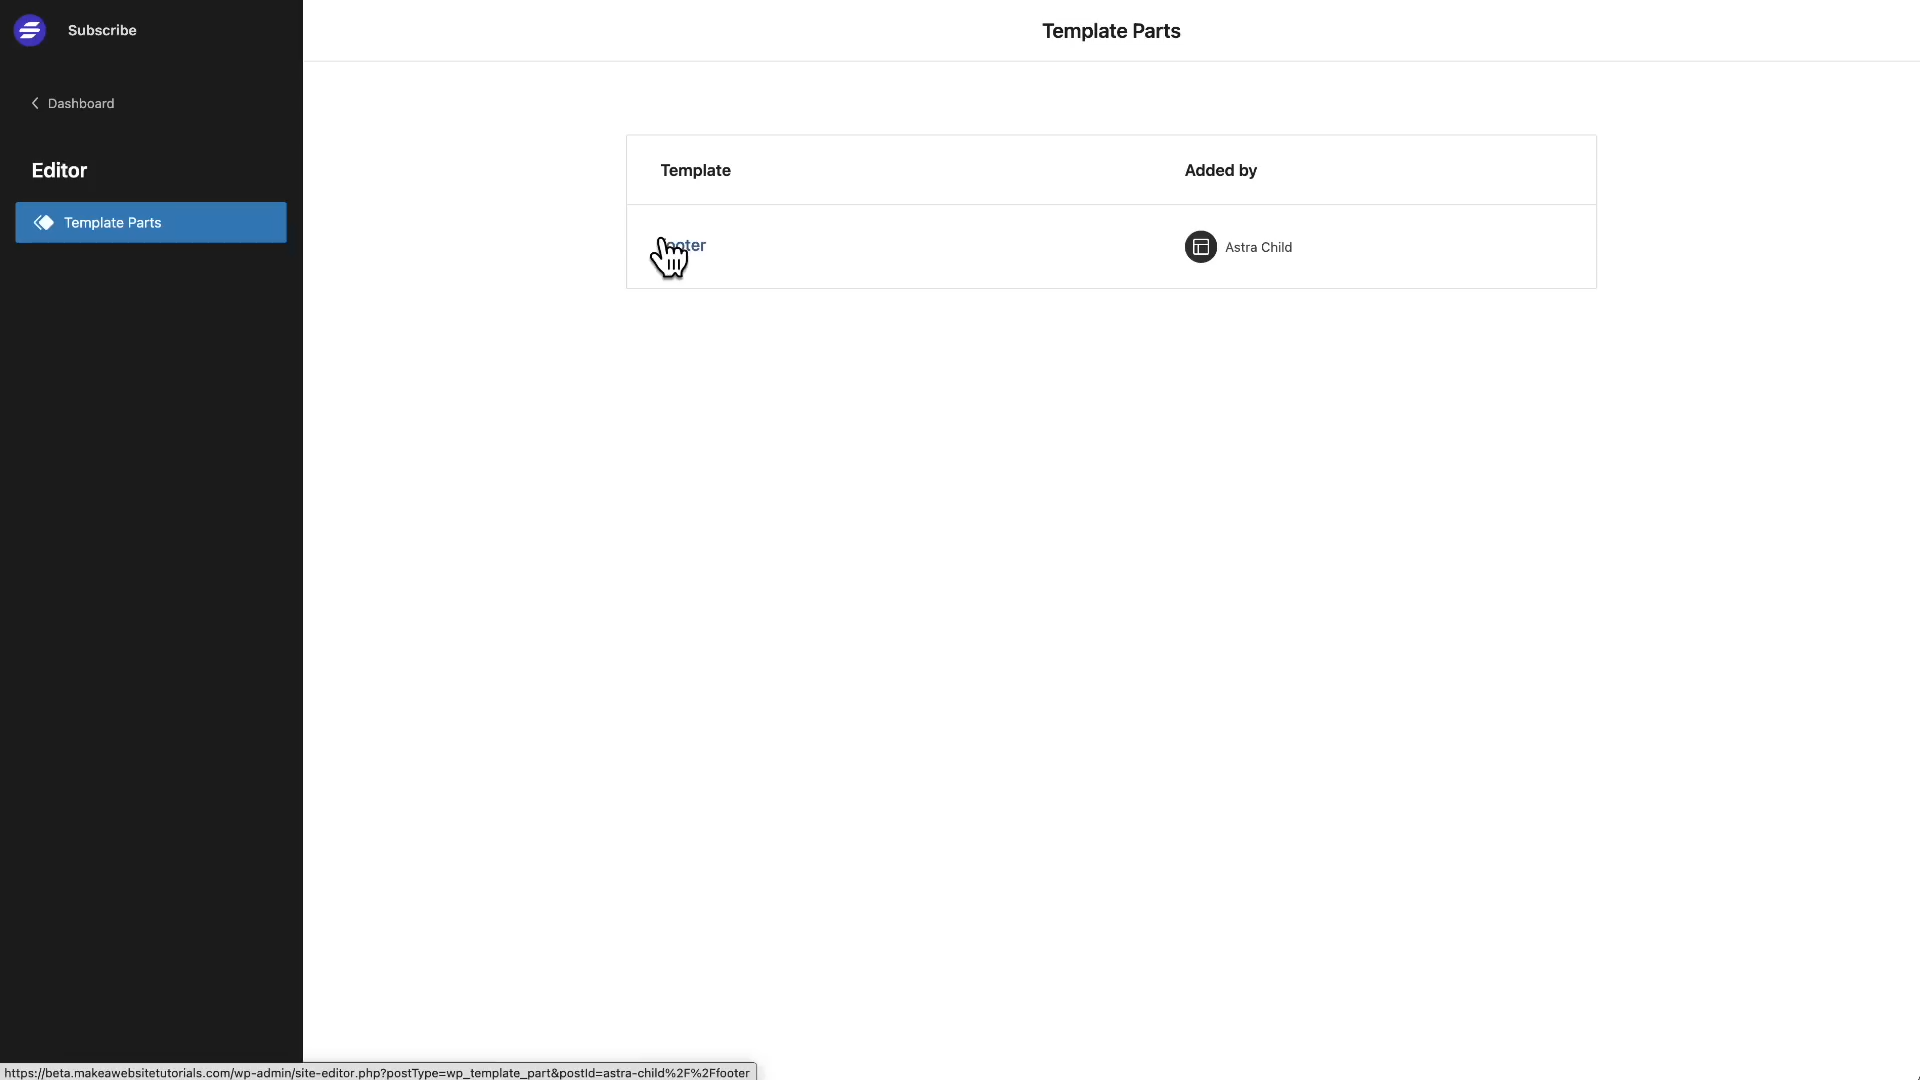 Subscribe
Template Parts
Dashboard
Editor
Template Parts
Template
Added by
Footer
Astra Child
https://beta.makeawebsitetutorials.com/wp-admin/site-editor.php?postType=wp_template_part&postId=astra-child%2F%2Ffooter